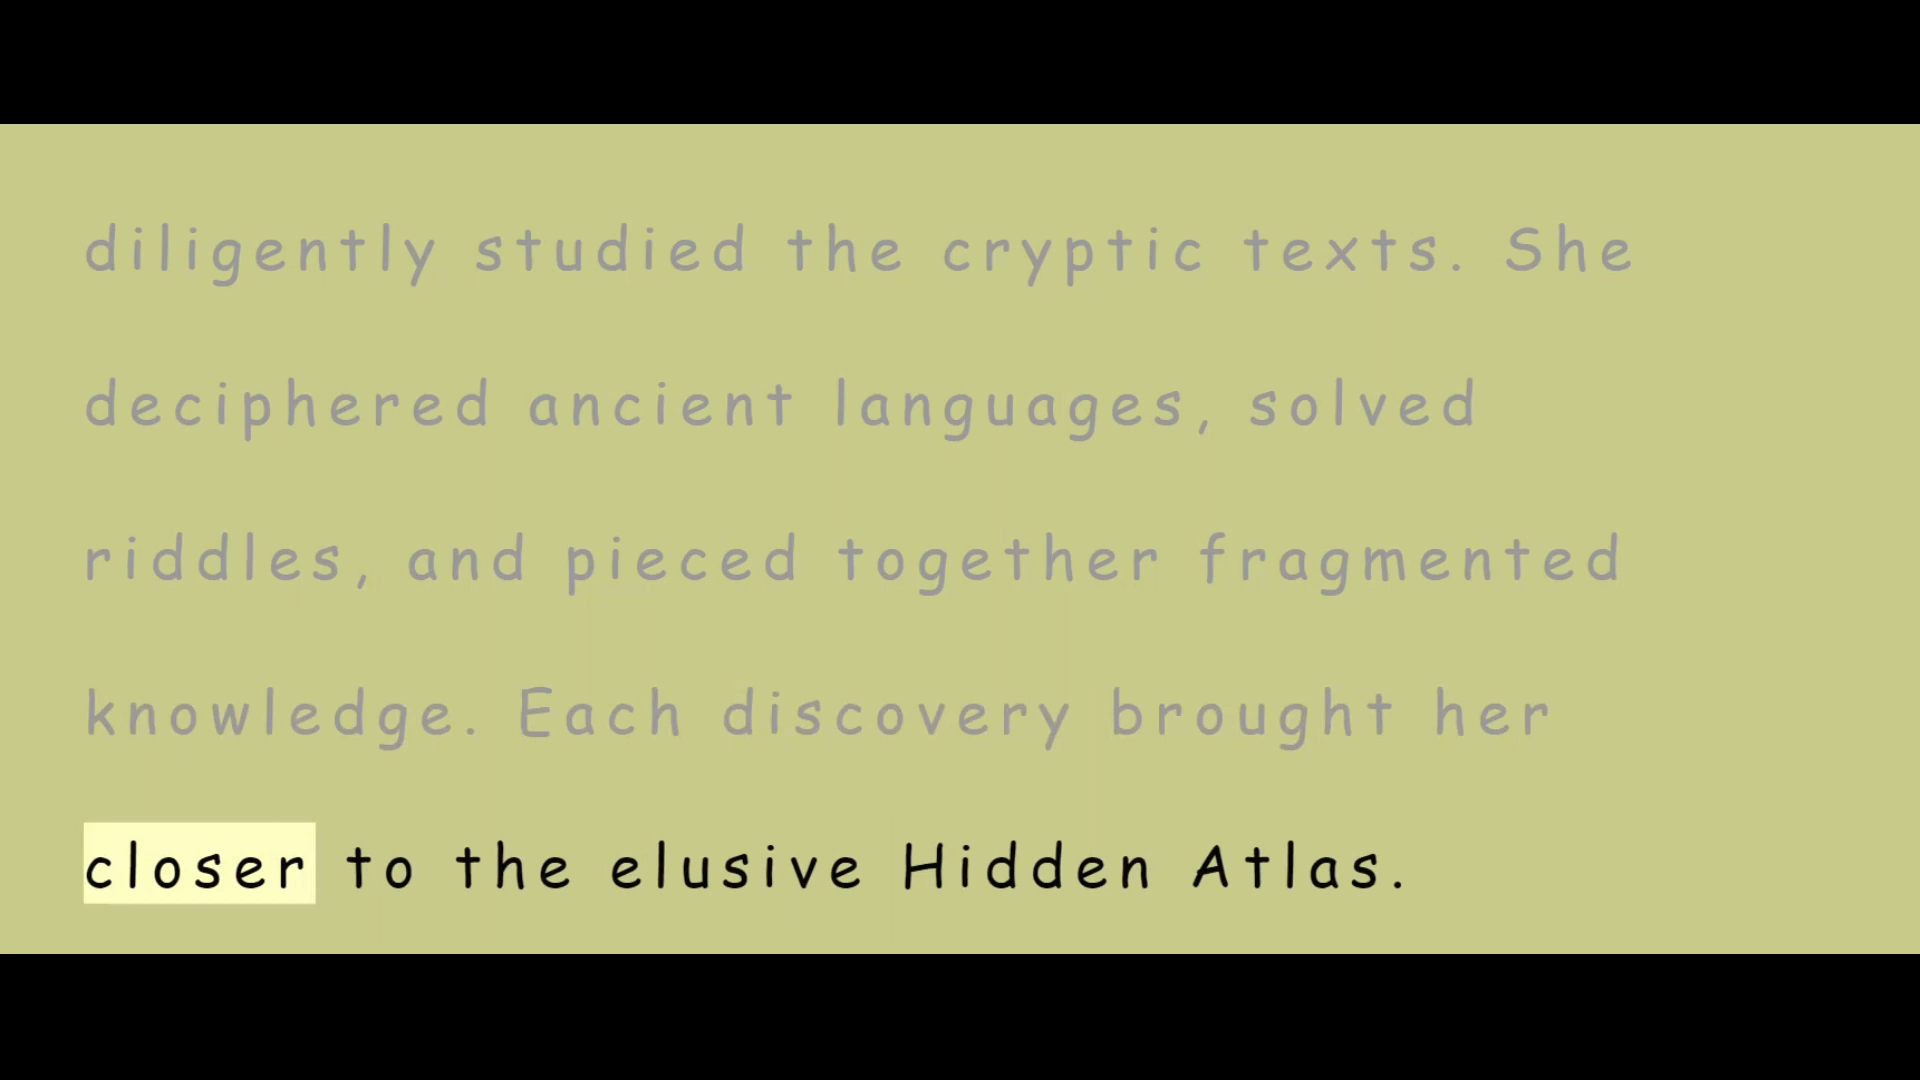 diligently studied the cryptic texts. She
deciphered ancient languages, solved
riddles, and pieced together fragmented
knowledge. Each discovery brought her
closer to the elusive Hidden Atlas.